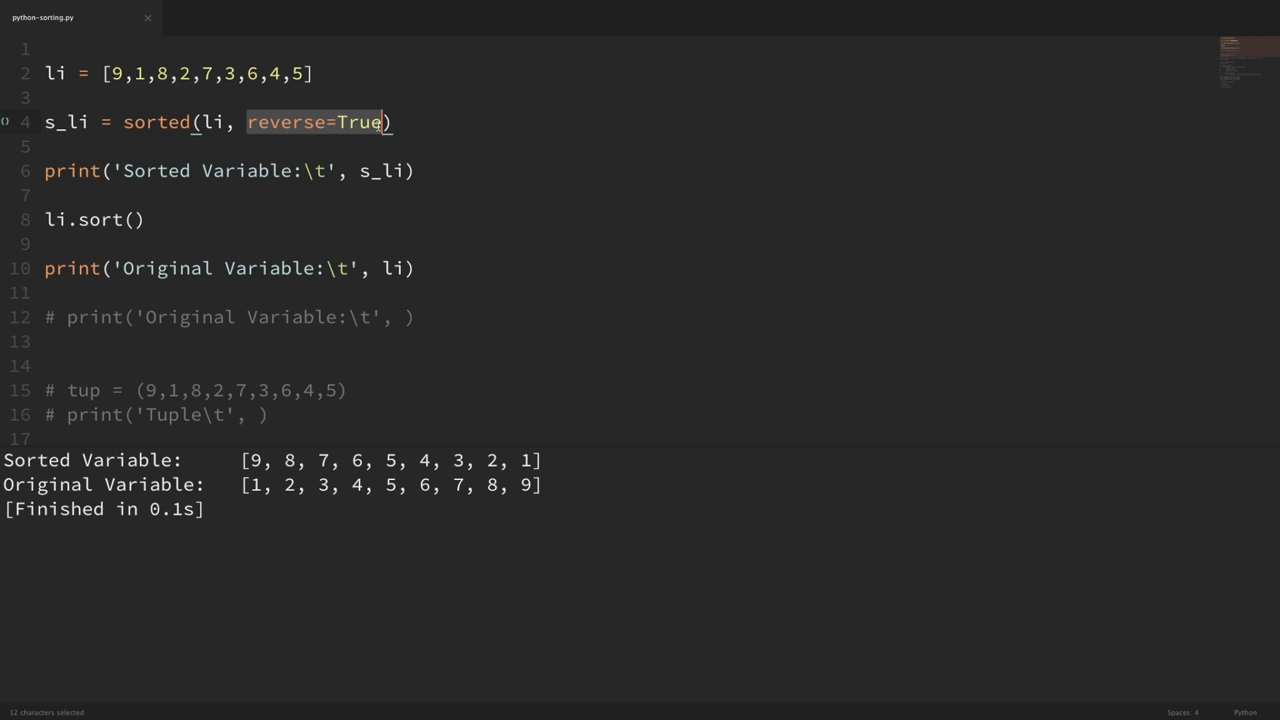 python-sorting.py ×
1
2 li = [9,1,8,2,7,3,6,4,5]
3
() 4 s_li = sorted(li, reverse=True)
5
6 print('Sorted Variable:\t', s_li)
7
8 li.sort()
9
10 print('Original Variable:\t', li)
11
12 # print('Original Variable:\t', )
13
14
15 # tup = (9,1,8,2,7,3,6,4,5)
16 # print('Tuple\t', )
17
Sorted Variable: [9, 8, 7, 6, 5, 4, 3, 2, 1]
Original Variable: [1, 2, 3, 4, 5, 6, 7, 8, 9]
[Finished in 0.1s]
12 characters selected Spaces: 4 Python